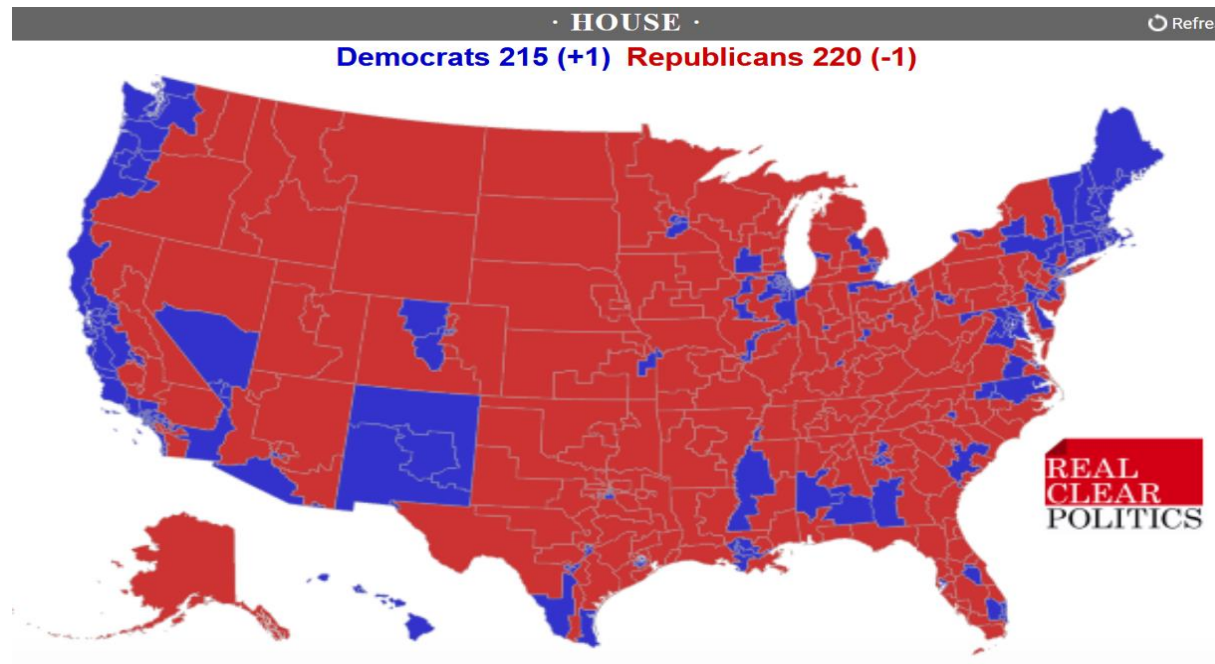 · HOUSE ·
Refre
Democrats 215 (+1) Republicans 220 (-1)
REAL
CLEAR
POLITICS